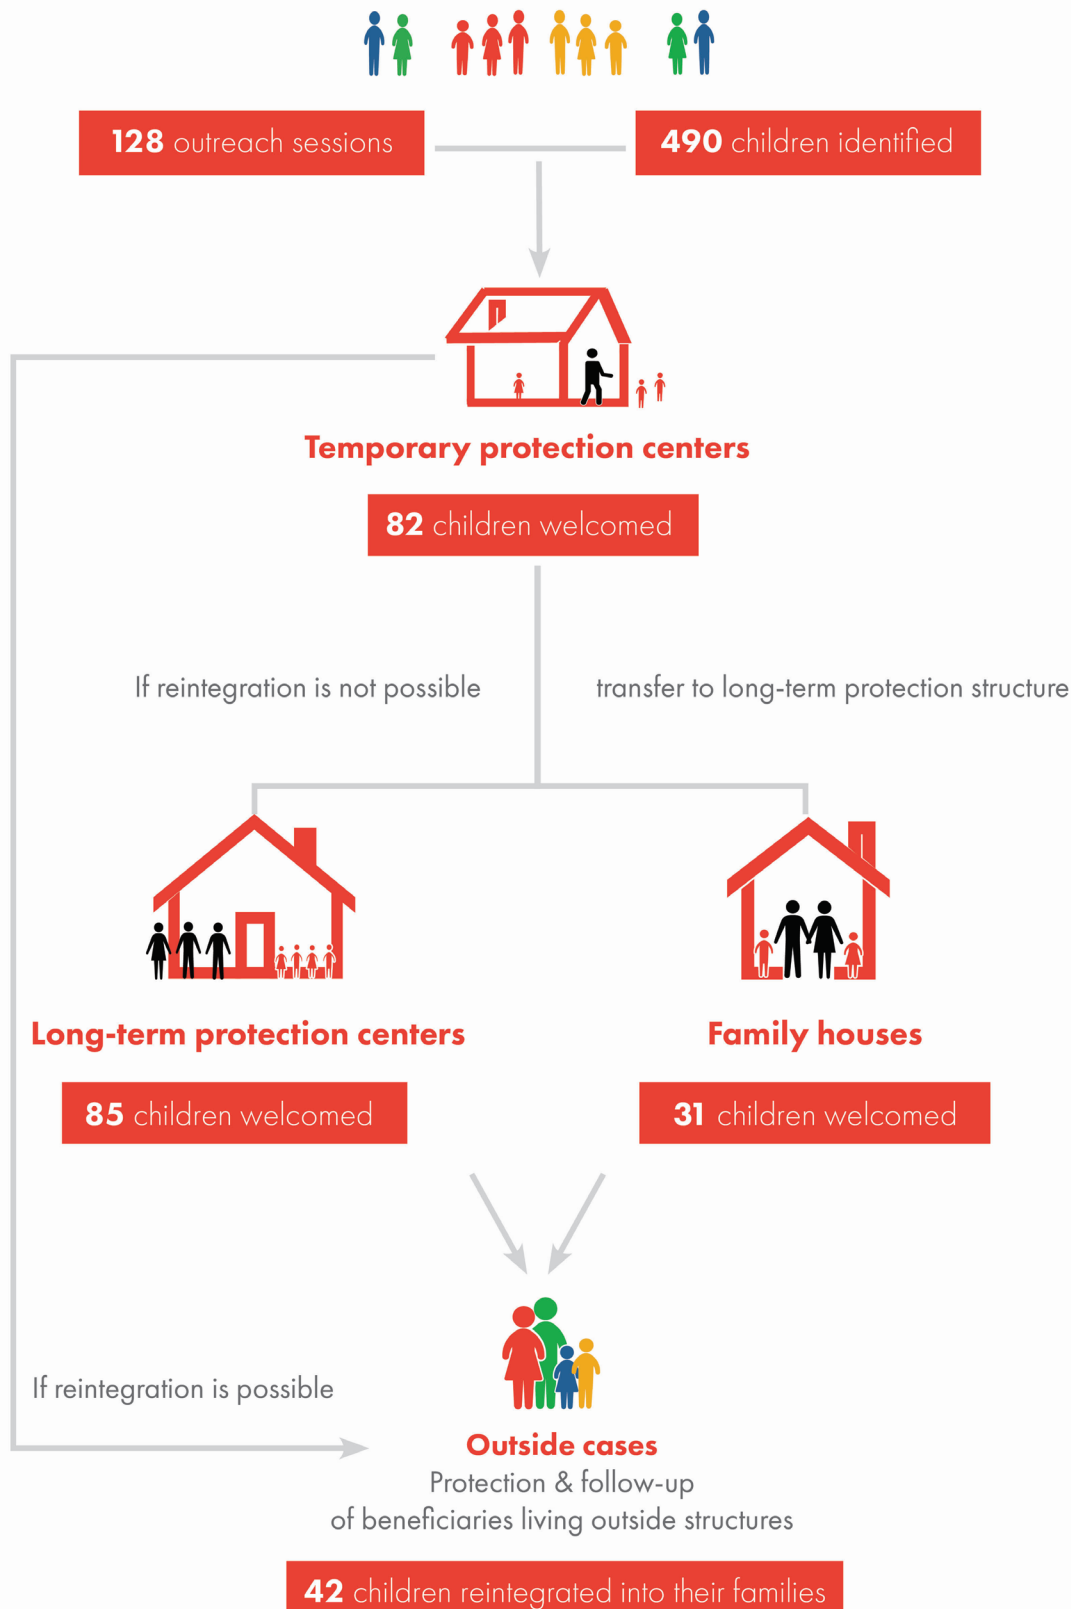 128 outreach sessions
490 children identified
Temporary protection centers
82 children welcomed
If reintegration is not possible
transfer to long-term protection structure
Long-term protection centers
Family houses
85 children welcomed
31 children welcomed
If reintegration is possible
Outside cases
Protection & follow-up
of beneficiaries living outside structures
42 children reintegrated into their families